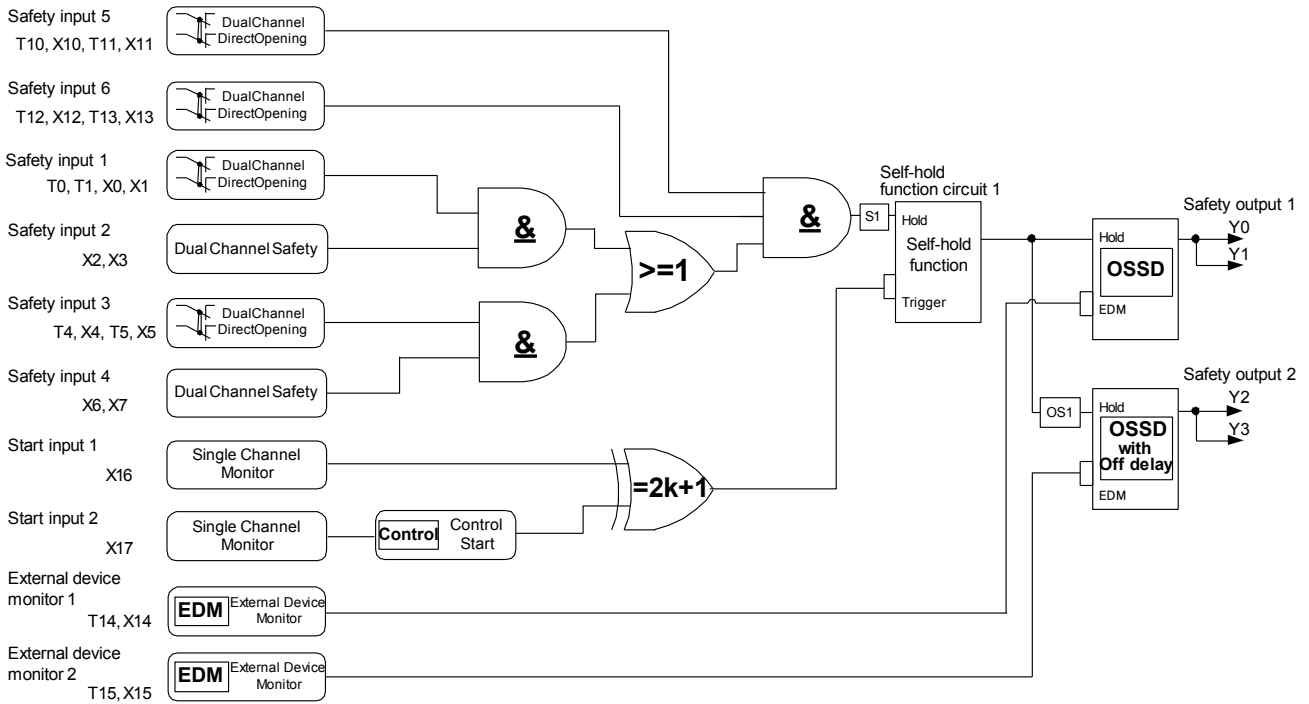 Safety input 5
T10, X10, T11, X11
DualChannel
DirectOpening
Safety input 6
T12, X12, T13, X13
DualChannel
DirectOpening
Safety input 1
T0, T1, X0, X1
DualChannel
DirectOpening
Safety input 2
X2, X3
Dual Channel Safety
Safety input 3
T4, X4, T5, X5
DualChannel
DirectOpening
Safety input 4
X6, X7
Dual Channel Safety
Start input 1
X16
Single Channel
Monitor
Start input 2
X17
Single Channel
Monitor
Control
Control
Start
External device
monitor 1
T14, X14
EDM
External Device
Monitor
External device
monitor 2
T15, X15
EDM
External Device
Monitor
&
&
>=1
=2k+1
&
S1
Self-hold
function circuit 1
Hold
Self-hold
function
Trigger
Safety output 1
Hold
OSSD
EDM
Y0
Y1
Safety output 2
OS1
Hold
OSSD
with
Off delay
EDM
Y2
Y3